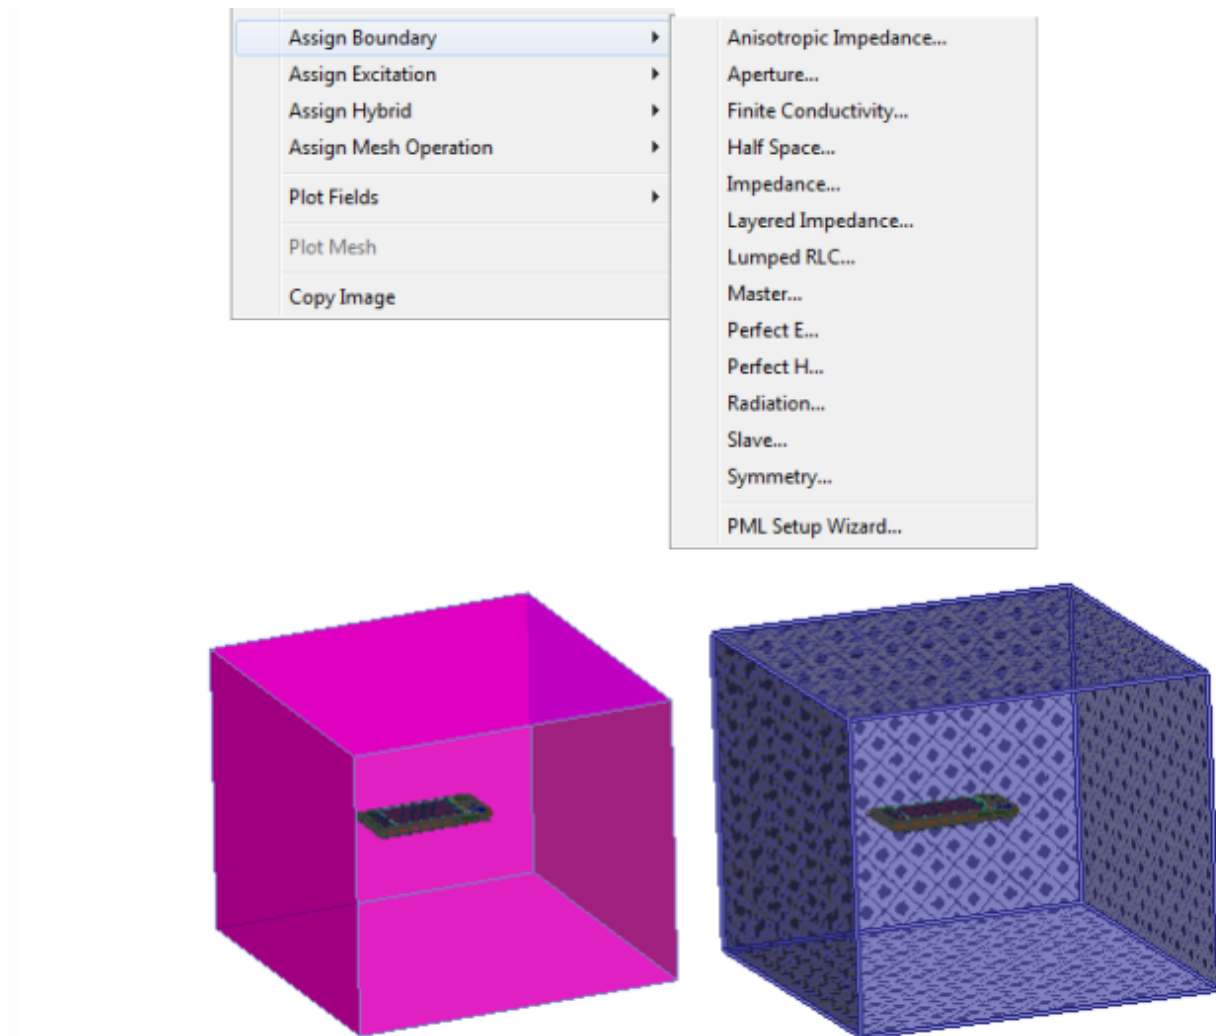 Assign Boundary
Assign Excitation
Assign Hybrid
Assign Mesh Operation
Plot Fields
Plot Mesh
Copy Image
Anisotropic Impedance...
Aperture...
Finite Conductivity...
Half Space...
Impedance...
Layered Impedance...
Lumped RLC...
Master...
Perfect E...
Perfect H...
Radiation...
Slave...
Symmetry...
PML Setup Wizard...